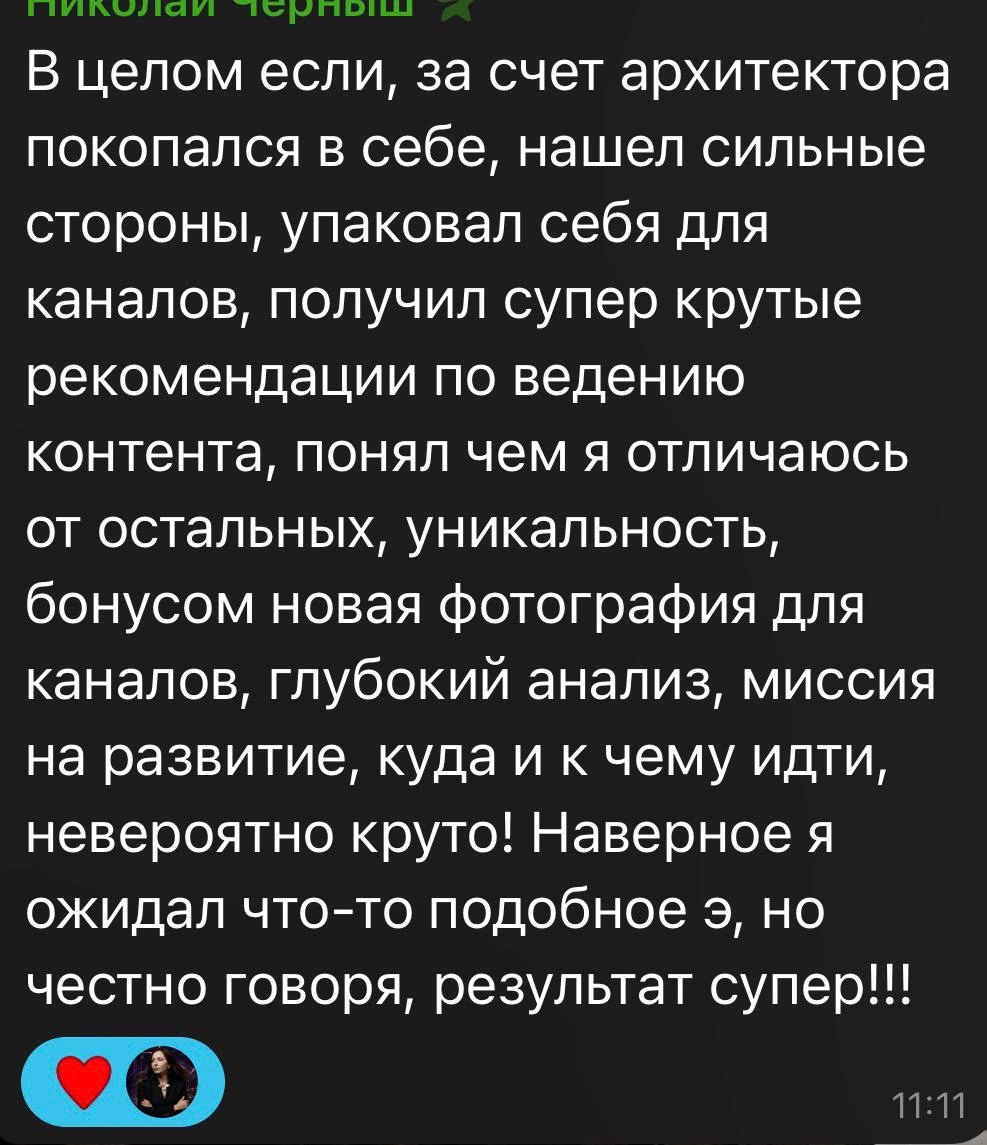 Николай Черныш
В целом если, за счет архитектора
покопался в себе, нашел сильные
стороны, упаковал себя для
каналов, получил супер крутые
рекомендации по ведению
контента, понял чем я отличаюсь
от остальных, уникальность,
бонусом новая фотография для
каналов, глубокий анализ, миссия
на развитие, куда и к чему идти,
невероятно круто! Наверное я
ожидал что-то подобное э, но
честно говоря, результат супер!!!
11:11